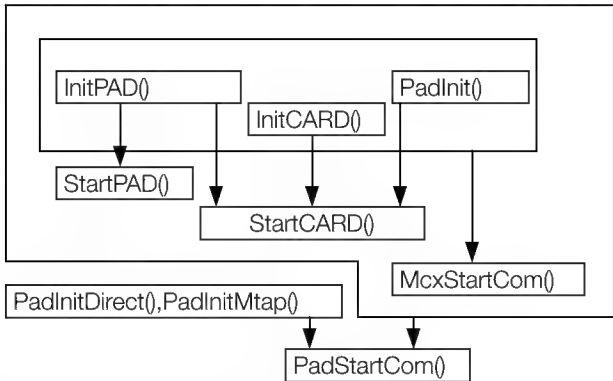 InitPAD()
PadInit()
InitCARD()
StartPAD()
StartCARD()
McxStartCom()
PadInitDirect(),PadInitMtap()
PadStartCom()